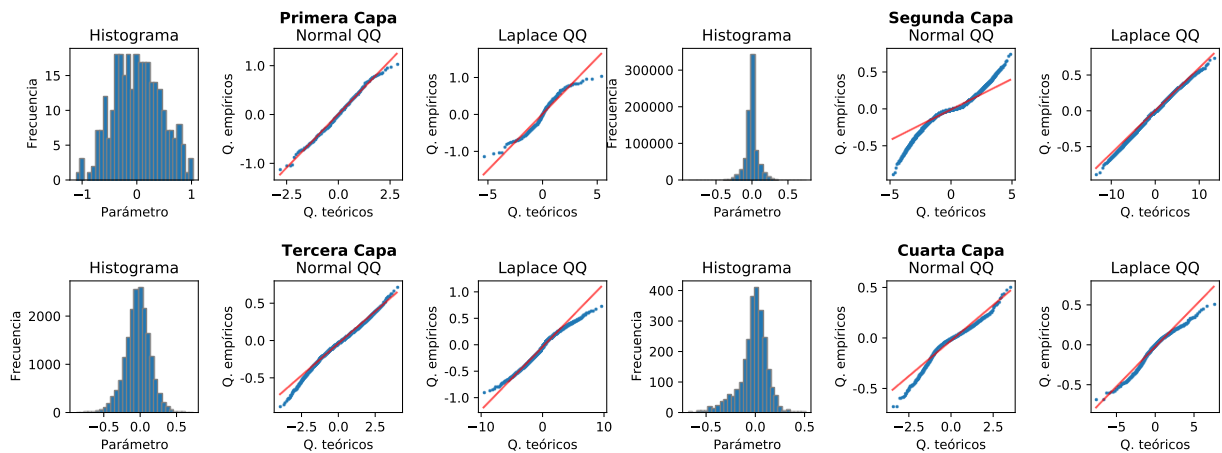 Primera Capa
Histograma
Normal QQ
Laplace QQ
Frecuencia
15
10
5
0
−1
0
1
Parámetro
Q. empíricos
1.0
0.0
-1.0
−2.5
0.0
2.5
Q. teóricos
Q. empíricos
1.0
0.0
-1.0
−5
0
5
Q. teóricos
Segunda Capa
Histograma
Normal QQ
Laplace QQ
Frecuencia
300000
200000
100000
0
−0.5
0.0
0.5
Parámetro
Q. empíricos
0.5
0.0
-0.5
−5
0
5
Q. teóricos
Q. empíricos
0.5
0.0
-0.5
−10
0
10
Q. teóricos
Tercera Capa
Histograma
Normal QQ
Laplace QQ
Frecuencia
2000
1000
0
−0.5
0.0
0.5
Parámetro
Q. empíricos
0.5
0.0
-0.5
−2.5
0.0
2.5
Q. teóricos
Q. empíricos
1.0
0.5
0.0
-0.5
-1.0
−10
0
10
Q. teóricos
Cuarta Capa
Histograma
Normal QQ
Laplace QQ
Frecuencia
400
300
200
100
0
−0.5
0.0
0.5
Parámetro
Q. empíricos
0.5
0.0
-0.5
−2.5
0.0
2.5
Q. teóricos
Q. empíricos
0.5
0.0
-0.5
−5
0
5
Q. teóricos